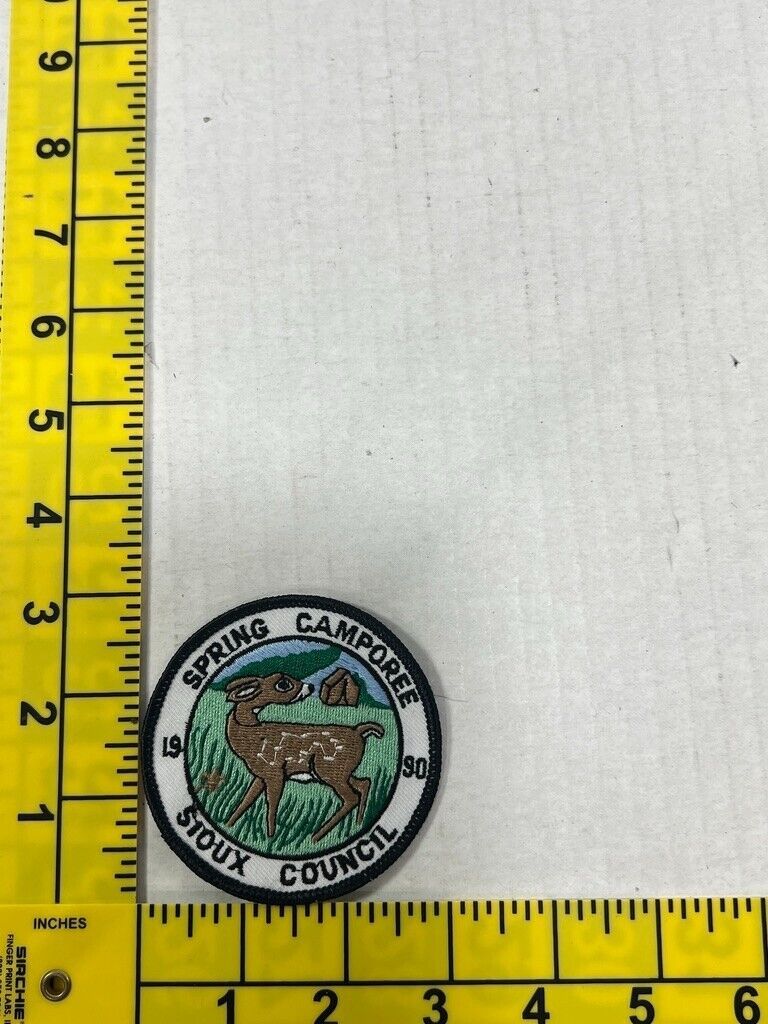 9
8
7
6
5
4
3
2
1
SPRING CAMPOREE
19 90
SIOUX COUNCIL
INCHES
SIRCHIE
FINGER PRINT LABS, I
1 2 3 4 5 6